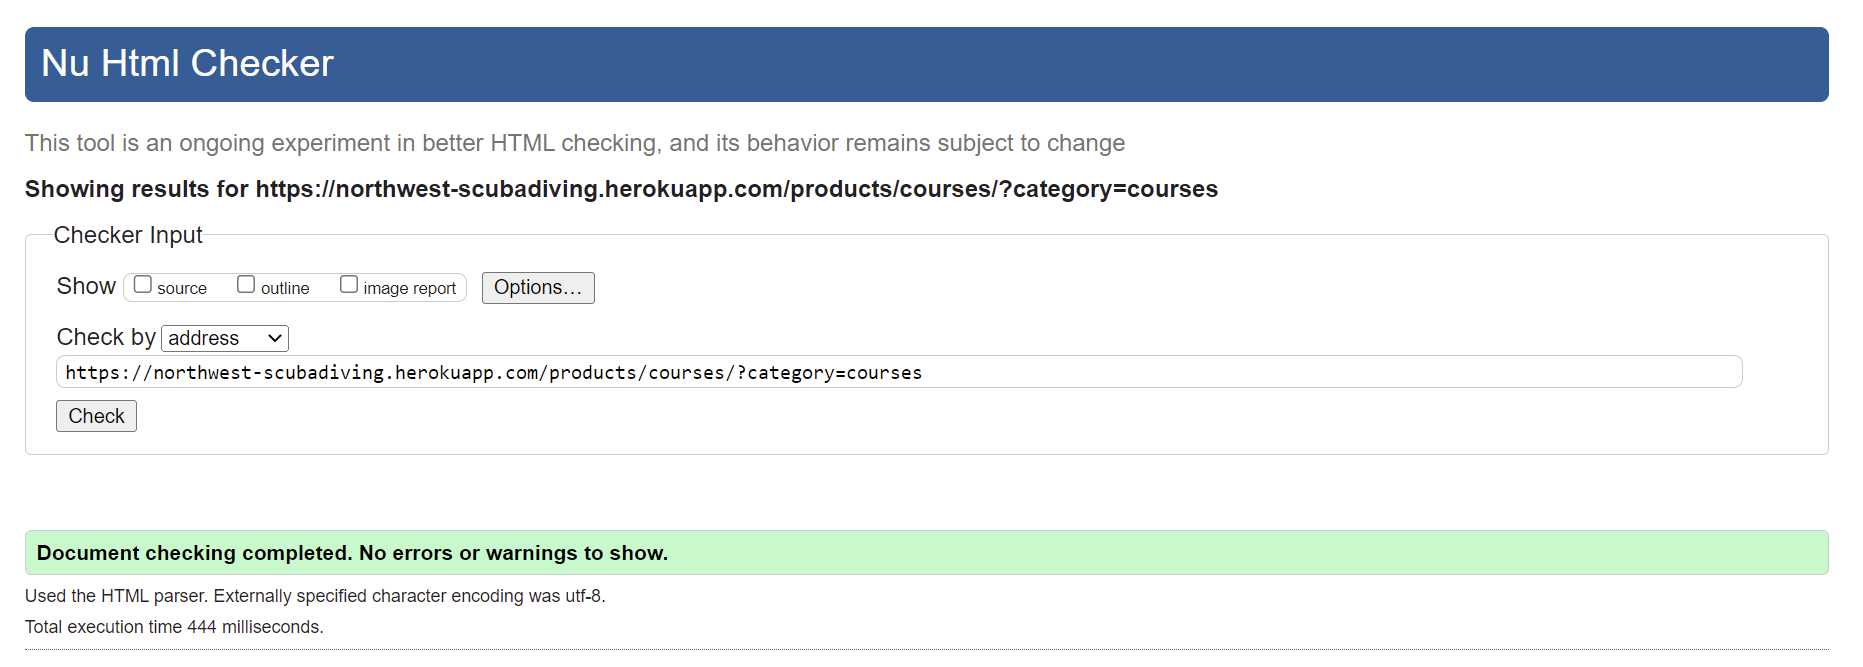 Nu Html Checker
This tool is an ongoing experiment in better HTML checking, and its behavior remains subject to change
Showing results for https://northwest-scubadiving.herokuapp.com/products/courses/?category=courses
Checker Input
Show source outline image report Options...
Check by address
https://northwest-scubadiving.herokuapp.com/products/courses/?category=courses
Check
Document checking completed. No errors or warnings to show.
Used the HTML parser. Externally specified character encoding was utf-8.
Total execution time 444 milliseconds.